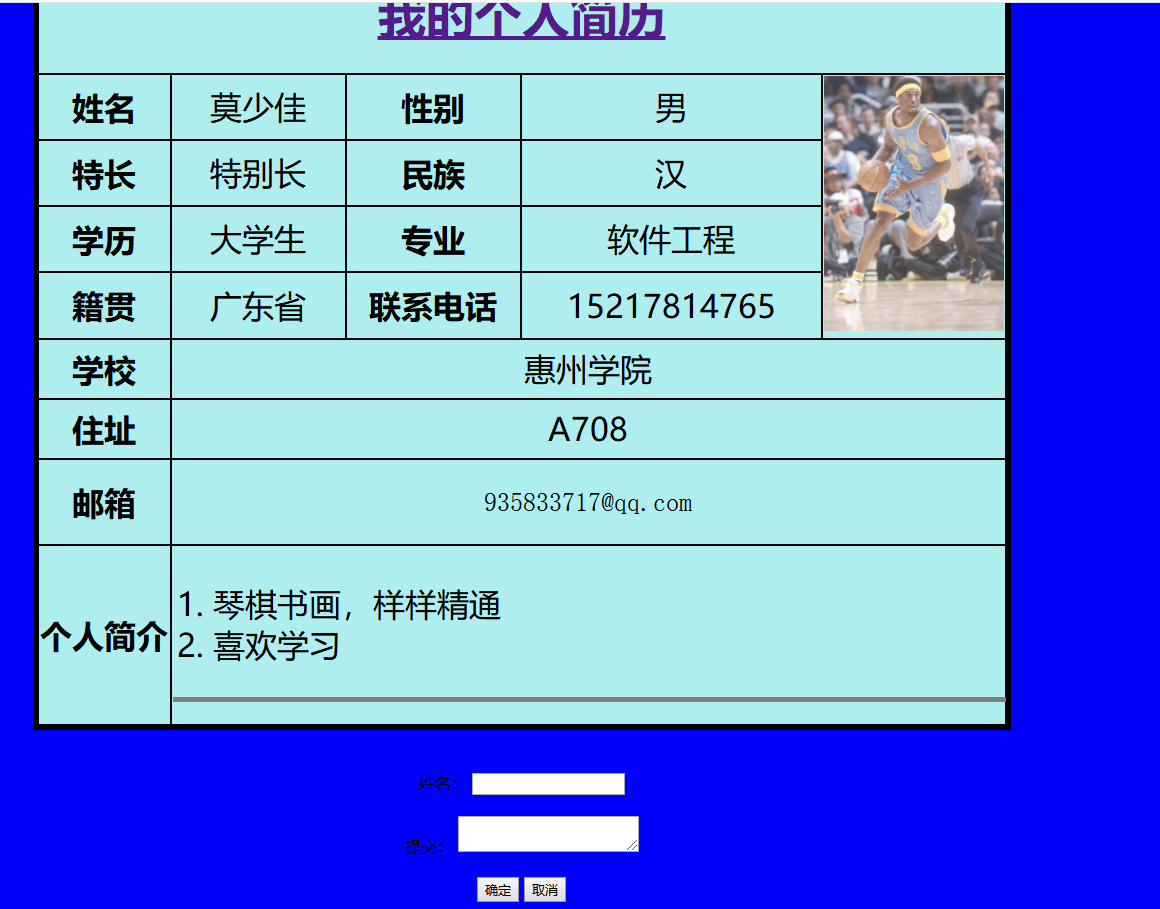 我的个人简历
姓名 莫少佳 性别 男
特长 特别长 民族 汉
学历 大学生 专业 软件工程
籍贯 广东省 联系电话 15217814765
学校 惠州学院
住址 A708
邮箱 935833717@qq.com
1. 琴棋书画，样样精通
个人简介
2. 喜欢学习
姓名：
提交：
确定 取消